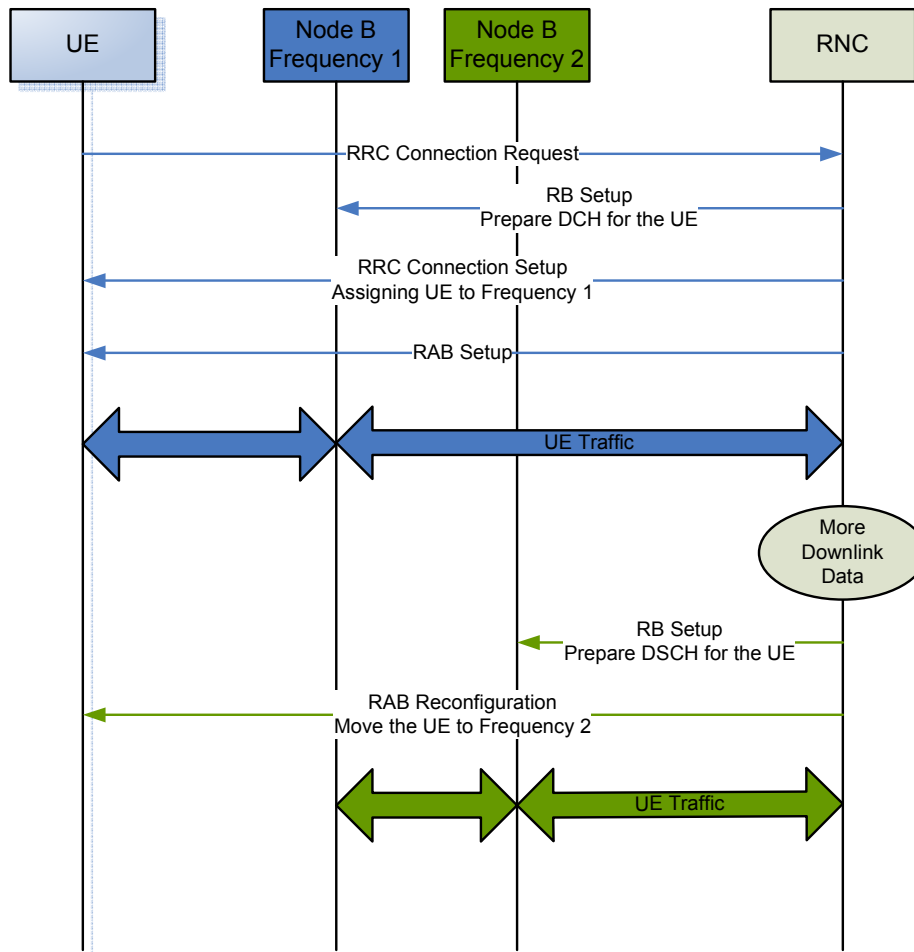 UE
Node B
Frequency 1
Node B
Frequency 2
RNC
RRC Connection Request
RB Setup
Prepare DCH for the UE
RRC Connection Setup
Assigning UE to Frequency 1
RAB Setup
UE Traffic
More
Downlink
Data
RB Setup
Prepare DSCH for the UE
RAB Reconfiguration
Move the UE to Frequency 2
UE Traffic